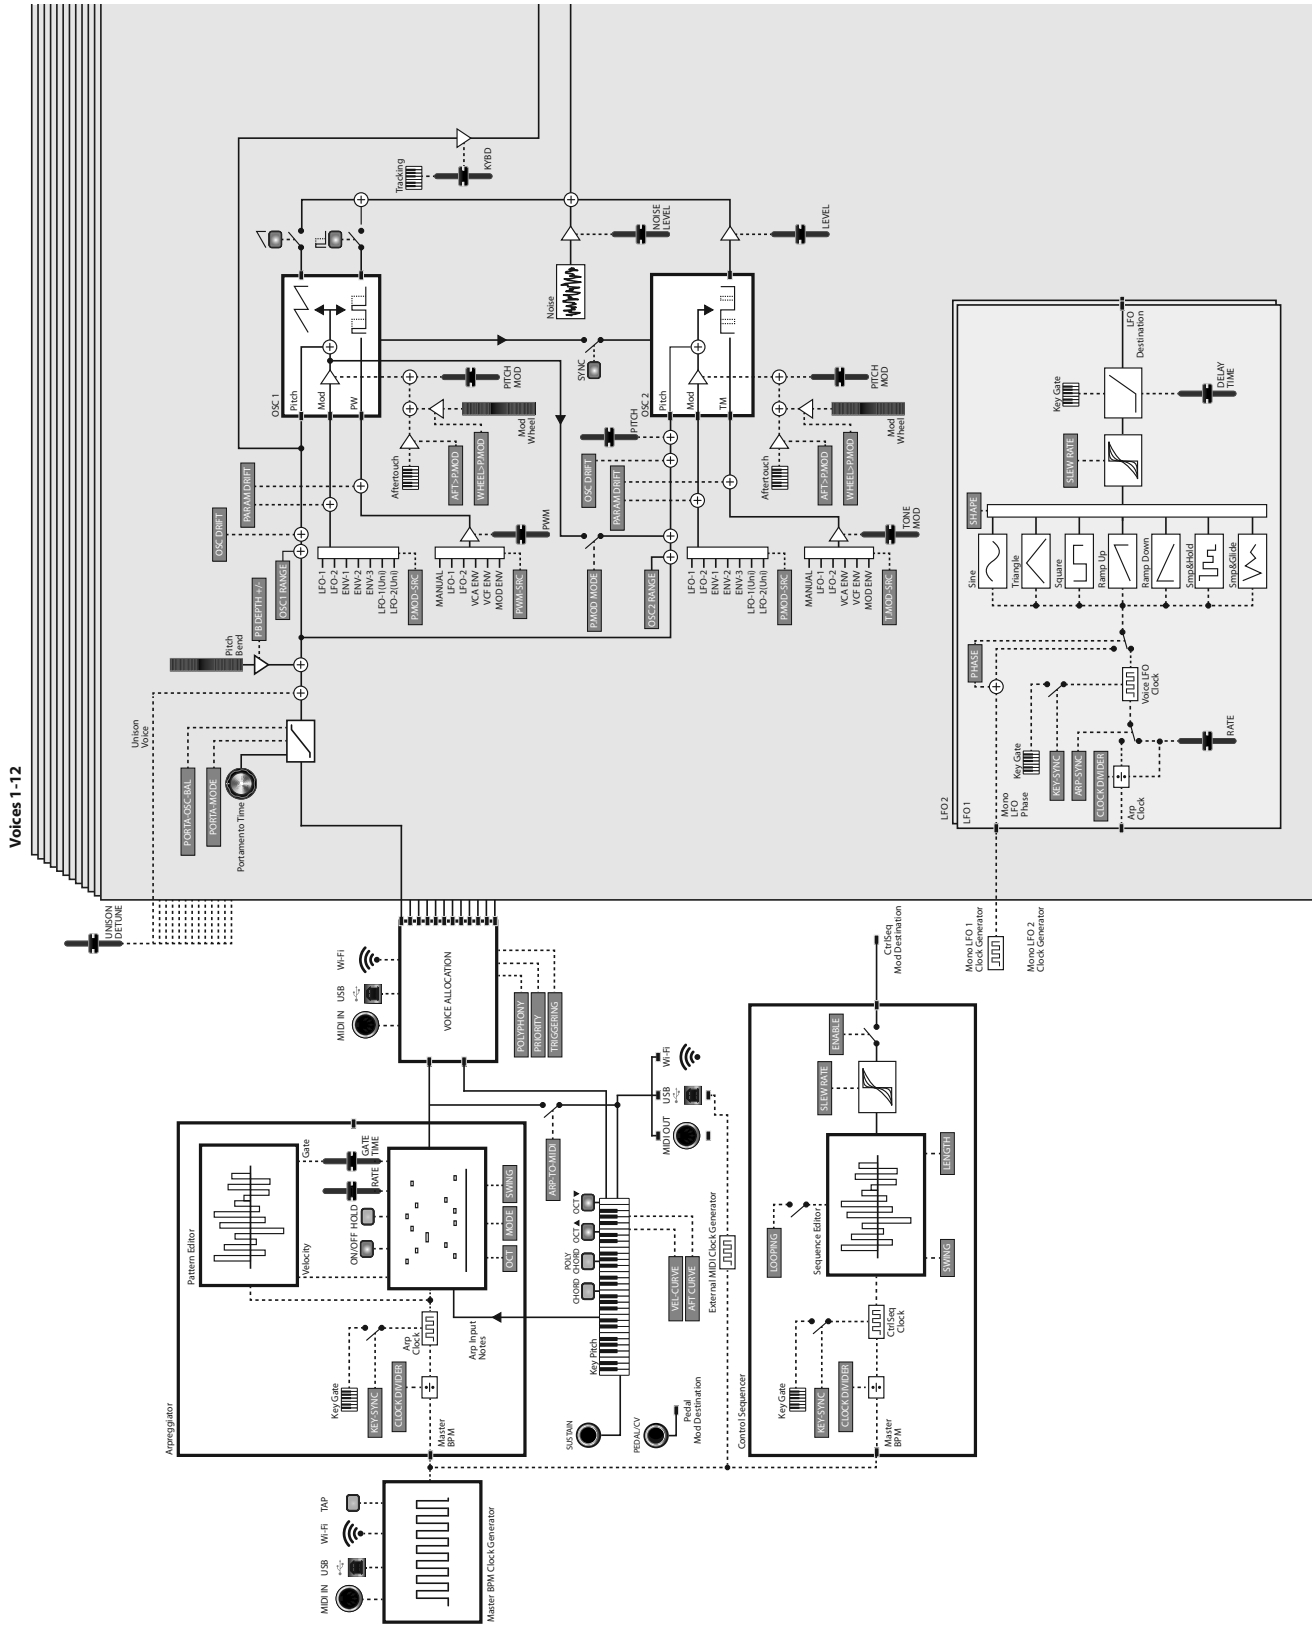 Voices 1-12
MIDI IN
USB
Wi-Fi
TAP
Master BPM Clock Generator
Arpeggiator
Pattern Editor
Velocity
Gate
Key Gate
KEY-SYNC
CLOCK DIVIDER
Master
BPM
Arp
Clock
Arp Input
Notes
ON/OFF
HOLD
RATE
GATE
TIME
OCT
MODE
SWING
SUSTAIN
PEDAL/CV
Pedal
Mod Destination
Key Pitch
CHORD
POLY
CHORD
OCT
OCT
VEL-CURVE
AFT CURVE
ARP-TO-MIDI
External MIDI Clock Generator
MIDI OUT
USB
Wi-Fi
MIDI IN
USB
Wi-Fi
VOICE ALLOCATION
POLYPHONY
PRIORITY
TRIGGERING
Control Sequencer
Key Gate
KEY-SYNC
CLOCK DIVIDER
Master
BPM
CtrlSeq
Clock
LOOPING
Sequence Editor
SWING
LENGTH
SLEW RATE
ENABLE
CtrlSeq
Mod Destination
Mono LFO 1
Clock Generator
Mono LFO 2
Clock Generator
UNISON
DETUNE
Unison
Voice
PORTA-OSC-BAL
PORTA-MODE
Portamento Time
Pitch
Bend
PB DEPTH +/-
OSC1 RANGE
OSC DRIFT
PARAM DRIFT
LFO-1
LFO-2
ENV-1
ENV-2
ENV-3
LFO-1(Uni)
LFO-2(Uni)
P.MOD-SRC
MANUAL
LFO-1
LFO-2
VCA ENV
VCF ENV
MOD ENV
PWM-SRC
PWM
OSC 1
Pitch
Mod
PW
Aftertouch
AFT>P.MOD
WHEEL>P.MOD
Mod
Wheel
PITCH
MOD
Tracking
KYBD
Noise
NOISE
LEVEL
SYNC
P.MOD MODE
OSC2 RANGE
OSC DRIFT
PARAM DRIFT
PITCH
OSC 2
Pitch
Mod
TM
LFO-1
LFO-2
ENV-1
ENV-2
ENV-3
LFO-1(Uni)
LFO-2(Uni)
P.MOD-SRC
MANUAL
LFO-1
LFO-2
VCA ENV
VCF ENV
MOD ENV
T.MOD-SRC
TONE
MOD
Aftertouch
AFT>P.MOD
WHEEL>P.MOD
Mod
Wheel
PITCH
MOD
LEVEL
LFO 2
LFO 1
Mono
LFO
Phase
Key Gate
KEY-SYNC
ARP-SYNC
CLOCK DIVIDER
Arp
Clock
PHASE
Voice LFO
Clock
RATE
Sine
Triangle
Square
Ramp Up
Ramp Down
Smp&Hold
Smp&Glide
SHAPE
SLEW RATE
Key Gate
DELAY
TIME
LFO
Destination